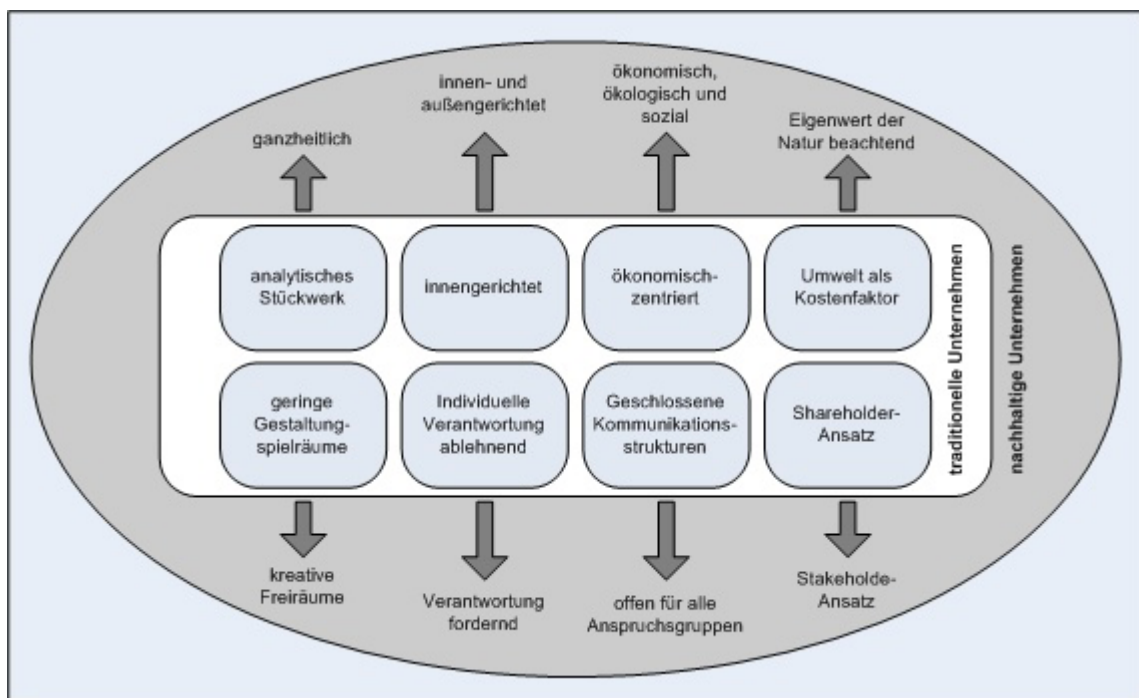 ganzheitlich
innen- und
außengerichtet
ökonomisch,
ökologisch und
sozial
Eigenwert der
Natur beachtend
analytisches
Stückwerk
innengerichtet
ökonomisch-
zentriert
Umwelt als
Kostenfaktor
geringe
Gestaltung-
spielräume
Individuelle
Verantwortung
ablehnend
Geschlossene
Kommunikations-
strukturen
Shareholder-
Ansatz
traditionelle Unternehmen
nachhaltige Unternehmen
kreative
Freiräume
Verantwortung
fordernd
offen für alle
Anspruchsgruppen
Stakeholde-
Ansatz